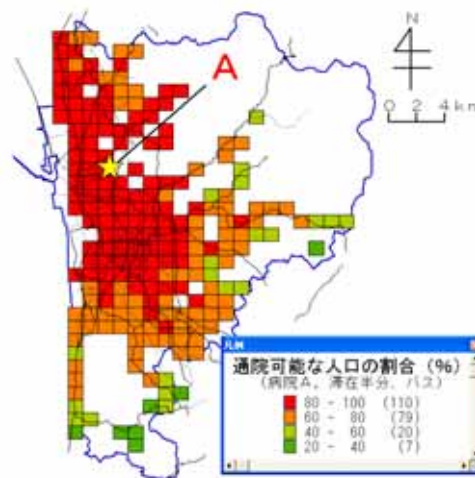 N
A
0 2 4 km
凡例
通院可能な人口の割合(%)
(病院A, 滞在半分, バス)
80 - 100 (110)
60 - 80 (79)
40 - 60 (20)
20 - 40 (7)